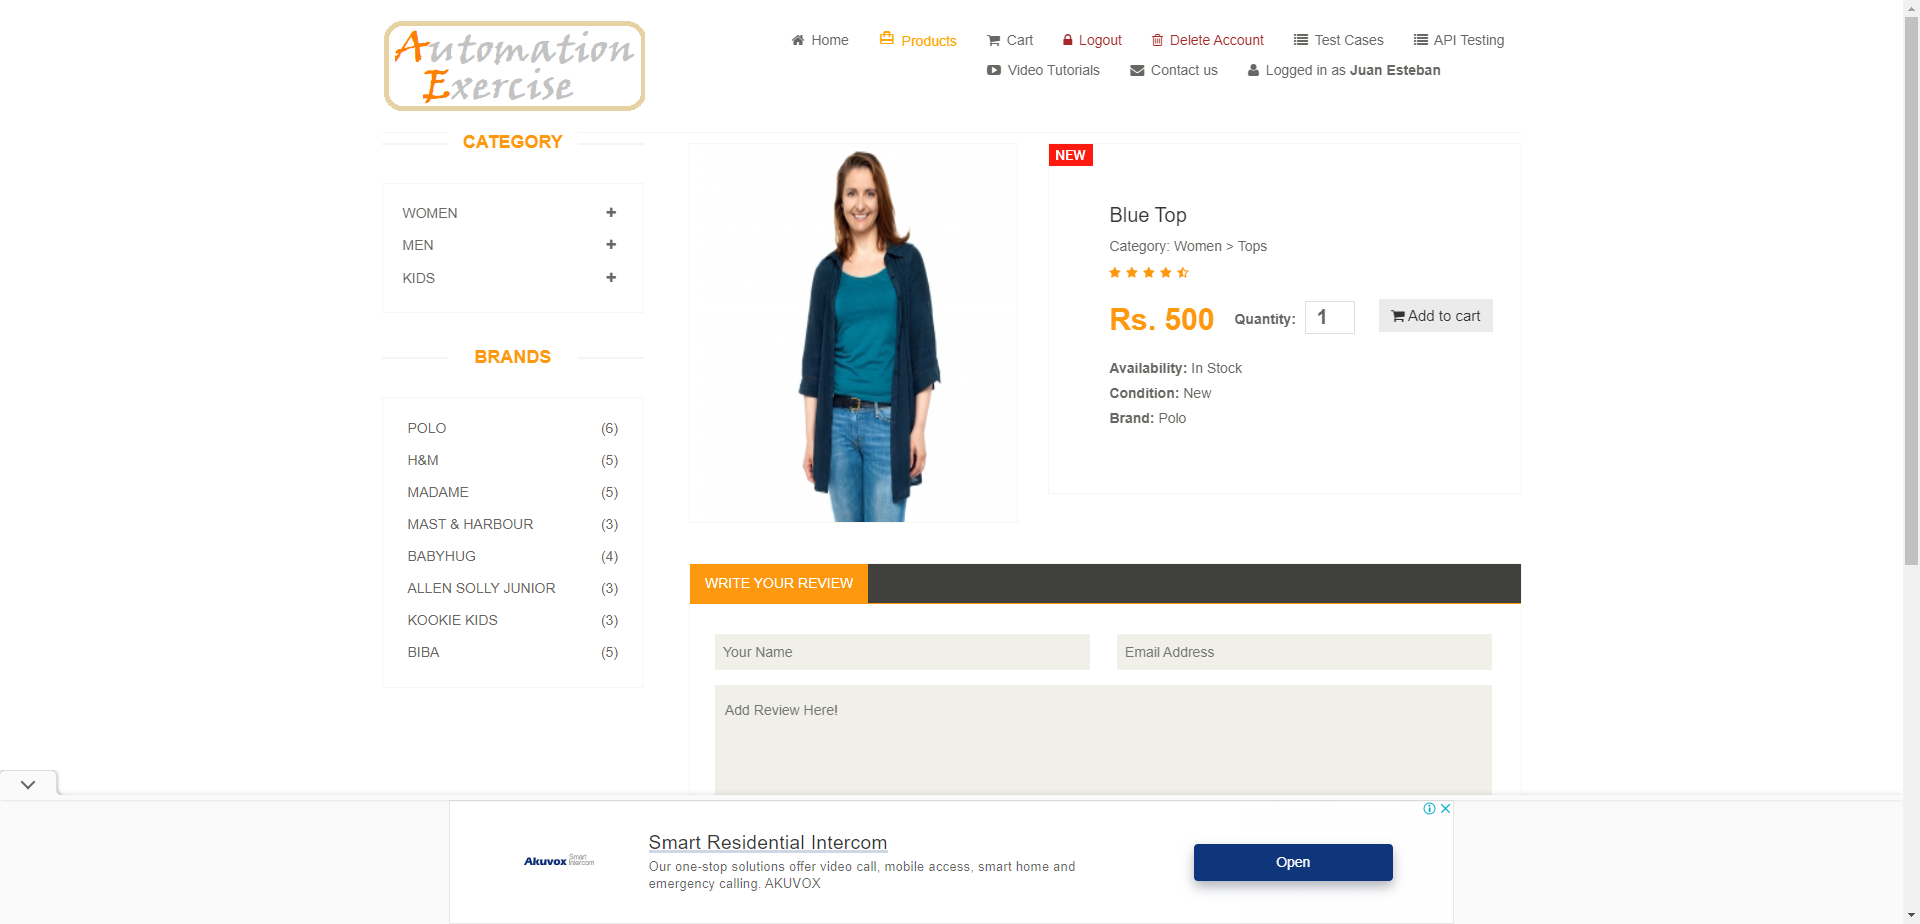 Automation
Exercise
Home
Products
Cart
Logout
Delete Account
Test Cases
API Testing
Video Tutorials
Contact us
Logged in as Juan Esteban
CATEGORY
WOMEN
MEN
KIDS
BRANDS
POLO (6)
H&M (5)
MADAME (5)
MAST & HARBOUR (3)
BABYHUG (4)
ALLEN SOLLY JUNIOR (3)
KOOKIE KIDS (3)
BIBA (5)
NEW
Blue Top
Category: Women > Tops
Rs. 500 Quantity: 1 Add to cart
Availability: In Stock
Condition: New
Brand: Polo
WRITE YOUR REVIEW
Your Name
Email Address
Add Review Here!
Akuvox Smart Intercom
Smart Residential Intercom
Our one-stop solutions offer video call, mobile access, smart home and
emergency calling. AKUVOX
Open